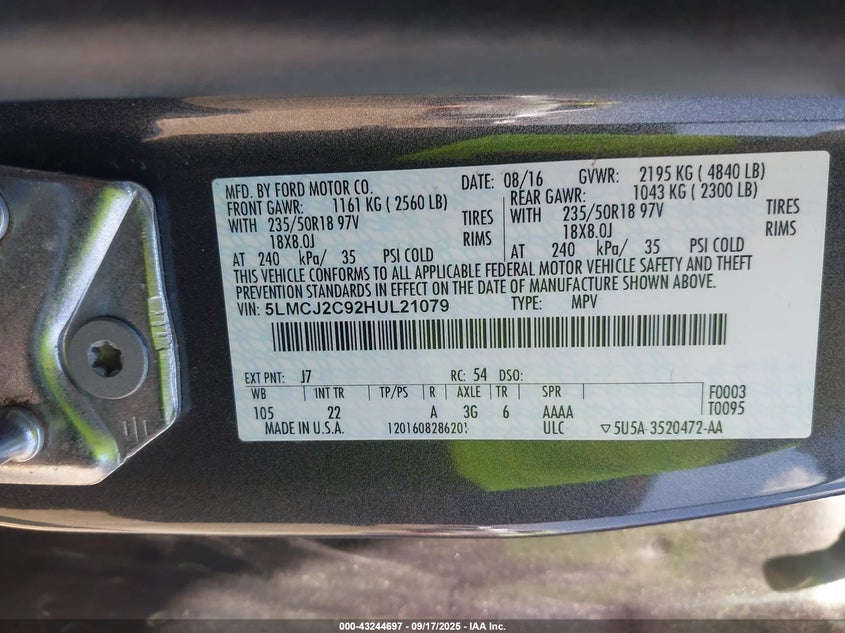 MFD. BY FORD MOTOR CO. DATE: 08/16 GVWR: 2195 KG ( 4840 LB)
FRONT GAWR: 1161 KG ( 2560 LB) REAR GAWR: 1043 KG ( 2300 LB)
WITH 235/50R18 97V TIRES WITH 235/50R18 97V TIRES
18X8.0J RIMS 18X8.0J RIMS
AT 240 kPa/ 35 PSI COLD AT 240 kPa/ 35 PSI COLD
THIS VEHICLE CONFORMS TO ALL APPLICABLE FEDERAL MOTOR VEHICLE SAFETY AND THEFT
PREVENTION STANDARDS IN EFFECT ON THE DATE OF MANUFACTURE SHOWN ABOVE.
VIN: 5LMCJ2C92HUL21079 TYPE: MPV
EXT PNT: J7 RC: 54 DSO:
WB INT TR TP/PS R AXLE TR SPR F0003
105 22 A 3G 6 AAAA T0095
MADE IN U.S.A. 120160828620! ULC ▽5U5A-3520472-AA
000-43244697 - 09/17/2025 - IAA Inc.